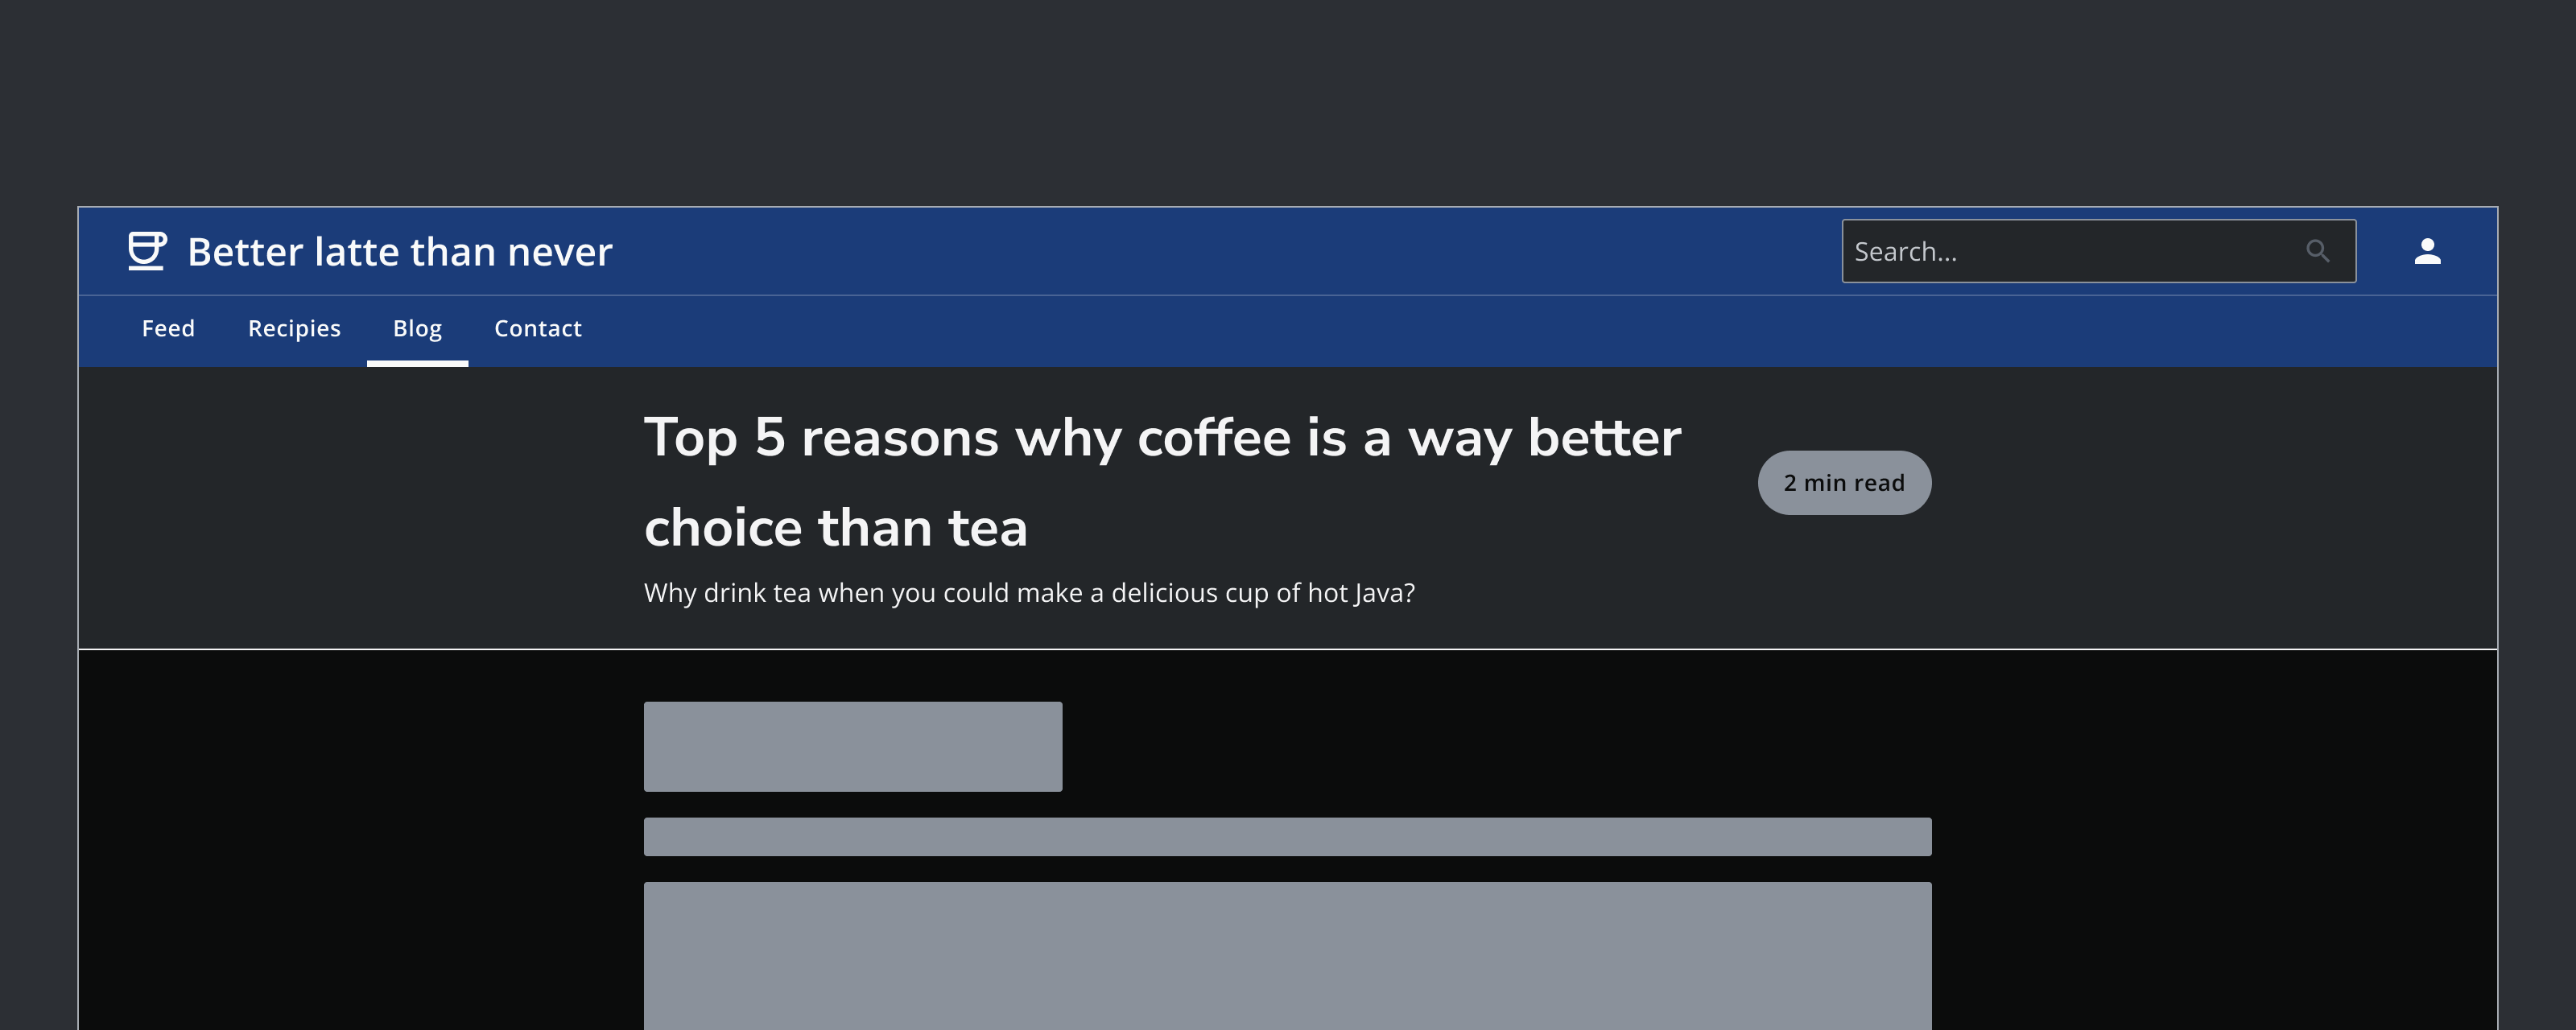 Better latte than never
Search...
Feed
Recipies
Blog
Contact
Top 5 reasons why coffee is a way better
choice than tea
2 min read
Why drink tea when you could make a delicious cup of hot Java?